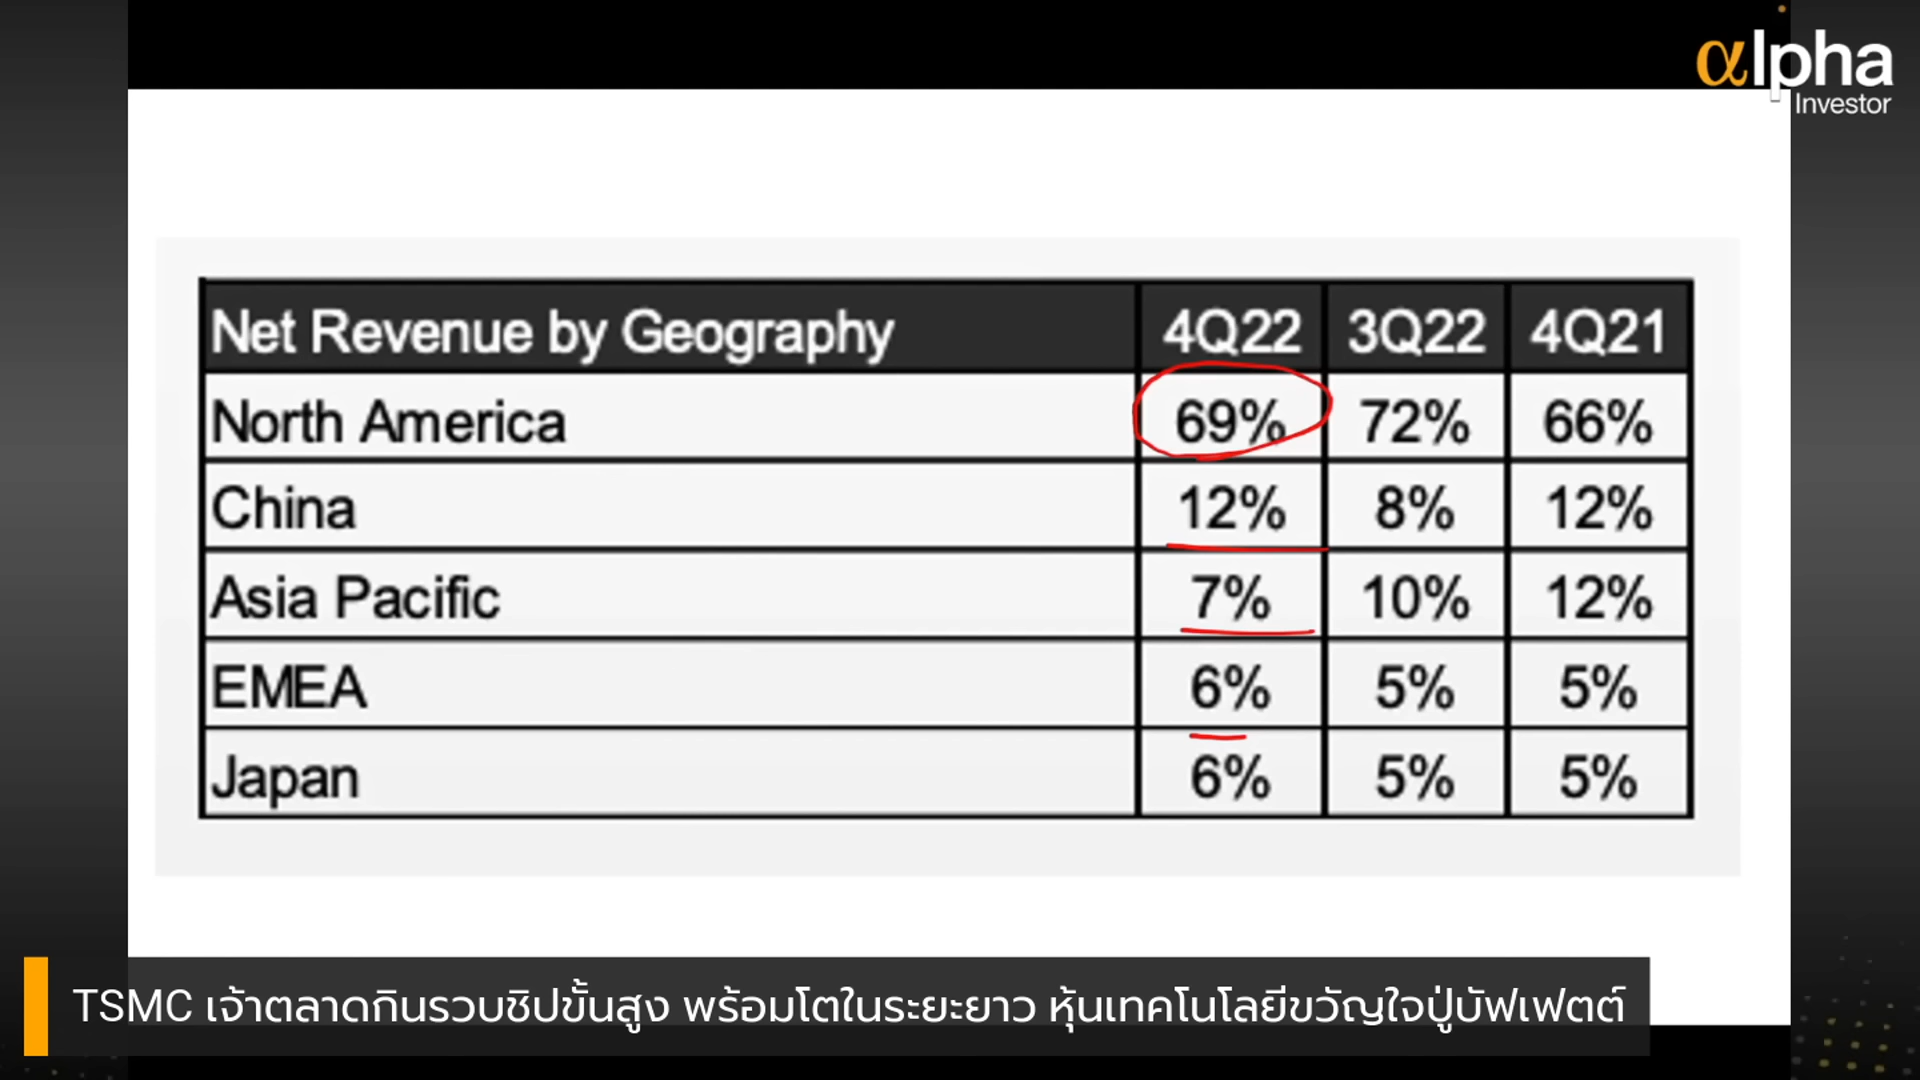 αlpha
Investor
Net Revenue by Geography 4Q22 3Q22 4Q21
North America 69% 72% 66%
China 12% 8% 12%
Asia Pacific 7% 10% 12%
EMEA 6% 5% 5%
Japan 6% 5% 5%
TSMC เจ้าตลาดกินรวบชิปขั้นสูง พร้อมโตในระยะยาว หุ้นเทคโนโลยีขวัญใจปู่บัฟเฟตต์